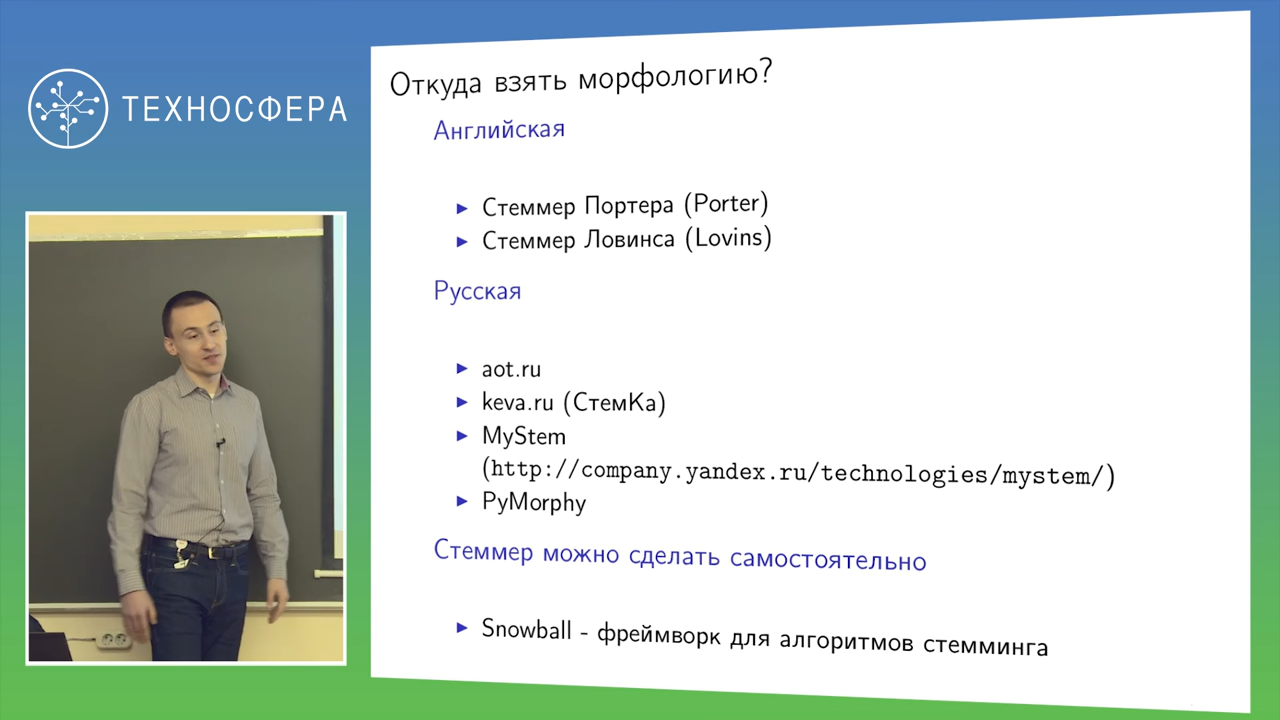 ТЕХНОСФЕРА
Откуда взять морфологию?
Английская
Стеммер Портера (Porter)
Стеммер Ловинса (Lovins)
Русская
aot.ru
keva.ru (СтемКа)
MyStem
(http://company.yandex.ru/technologies/mystem/)
PyMorphy
Стеммер можно сделать самостоятельно
Snowball - фреймворк для алгоритмов стемминга